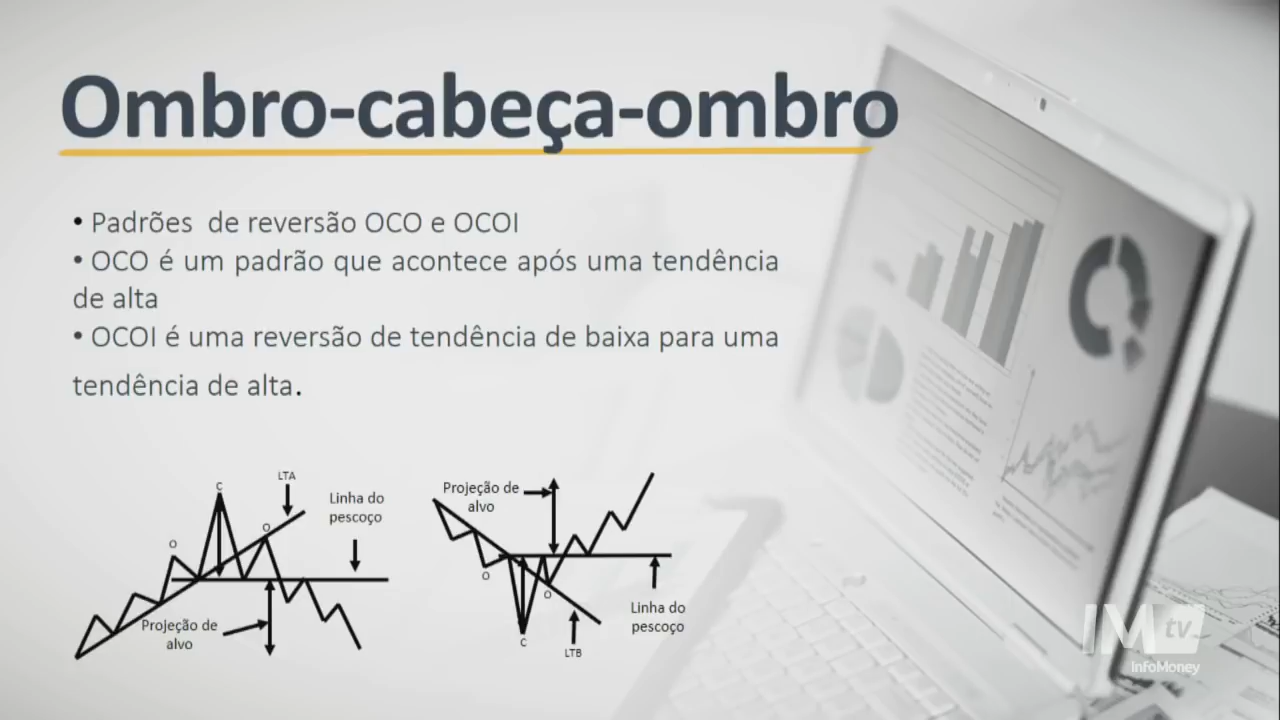 Ombro-cabeça-ombro
• Padrões de reversão OCO e OCOI
• OCO é um padrão que acontece após uma tendência
de alta
• OCOI é uma reversão de tendência de baixa para uma
tendência de alta.
LTA
C
Linha do
pescoço
O
O
Projeção de
alvo
Projeção de
alvo
O
O
C
LTB
Linha do
pescoço
IM tv
InfoMoney